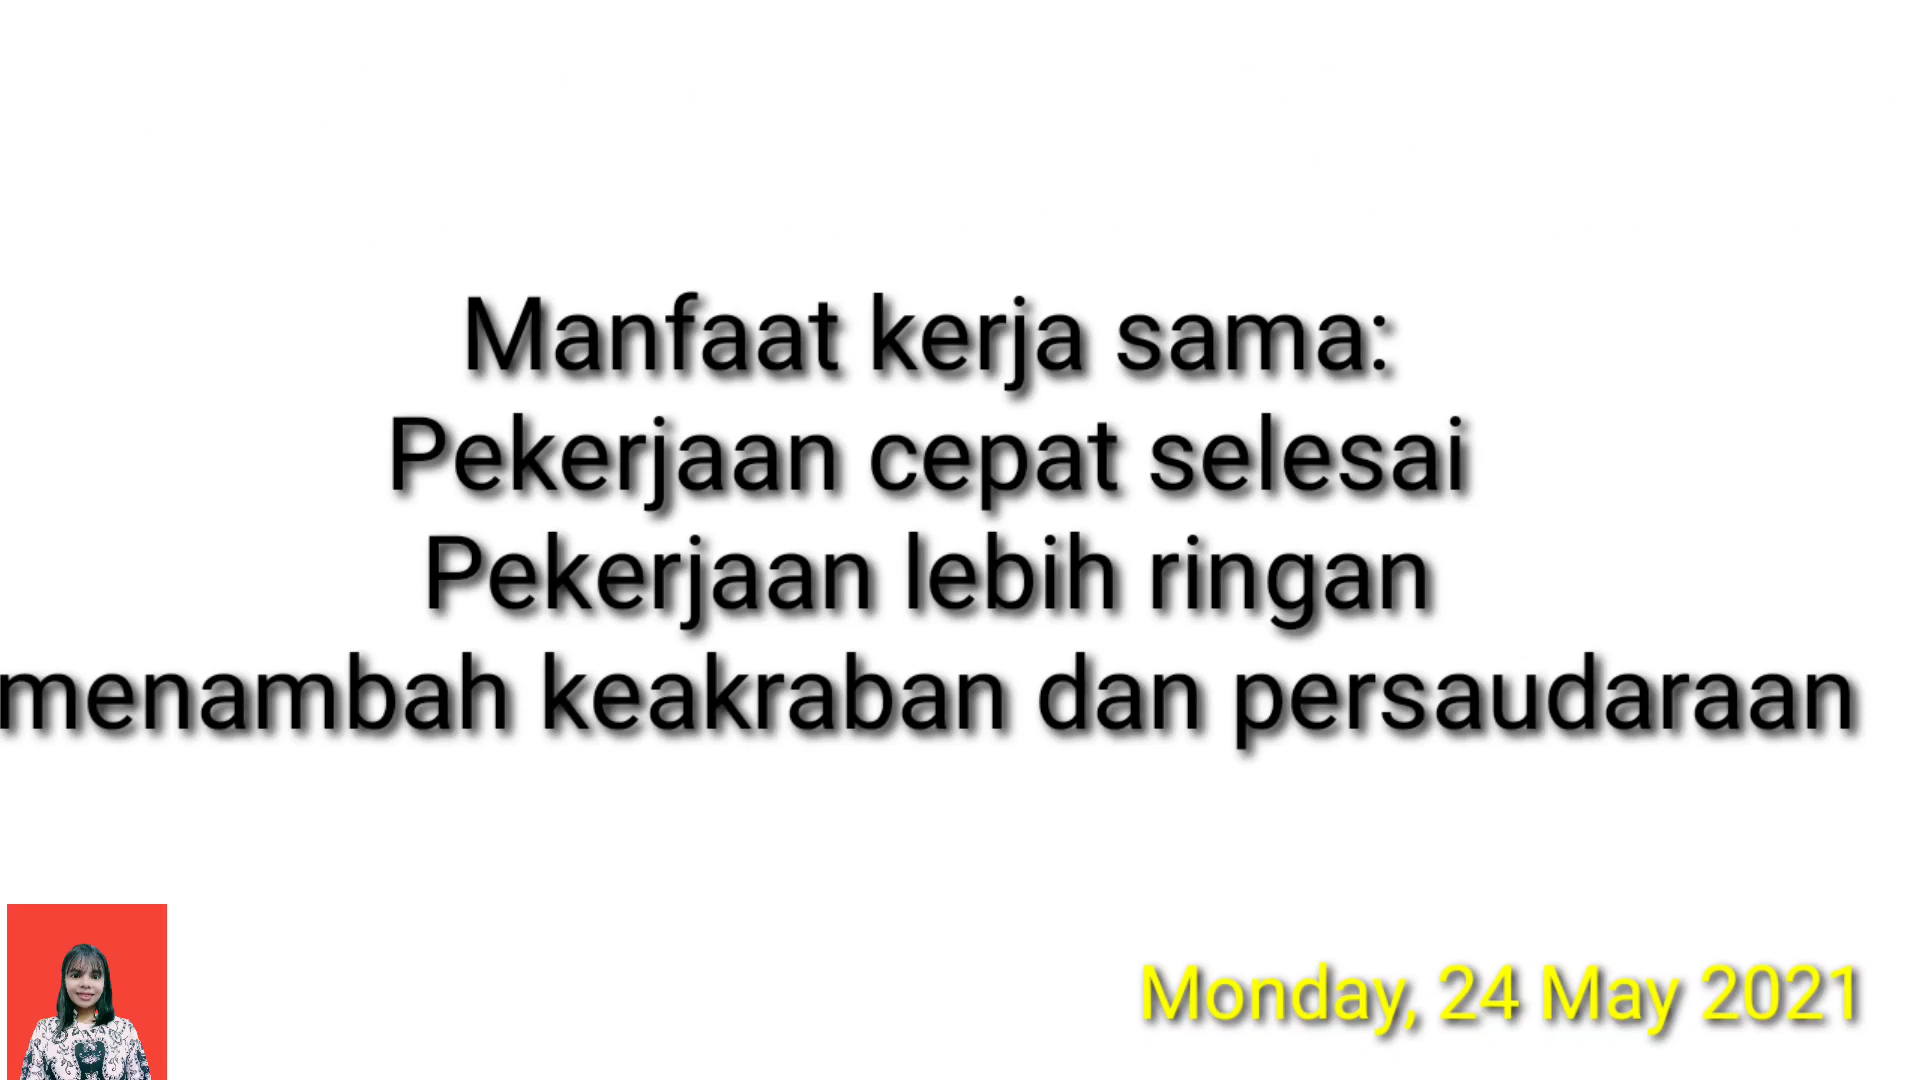 Manfaat kerja sama:
Pekerjaan cepat selesai
Pekerjaan lebih ringan
menambah keakraban dan persaudaraan
Monday, 24 May 2021